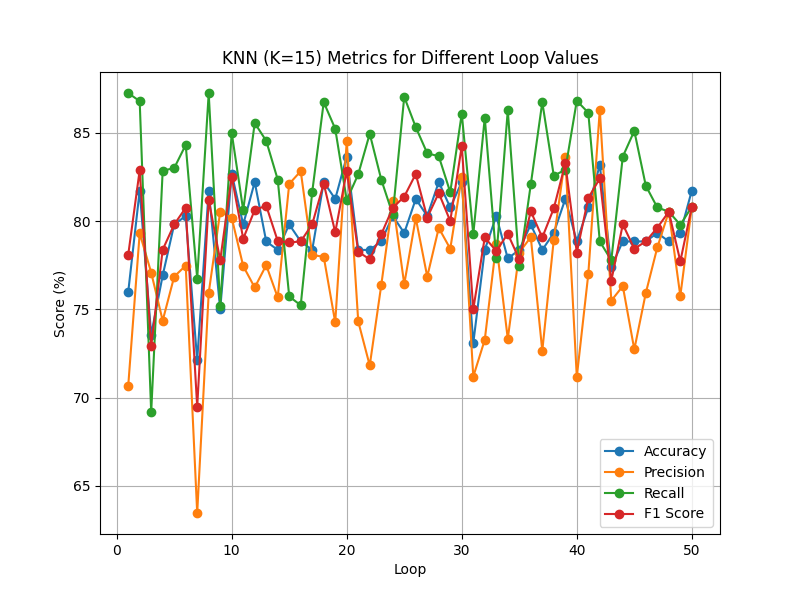 KNN (K=15) Metrics for Different Loop Values
Score (%)
85
80
75
70
65
0
10
20
30
40
50
Loop
Accuracy
Precision
Recall
F1 Score